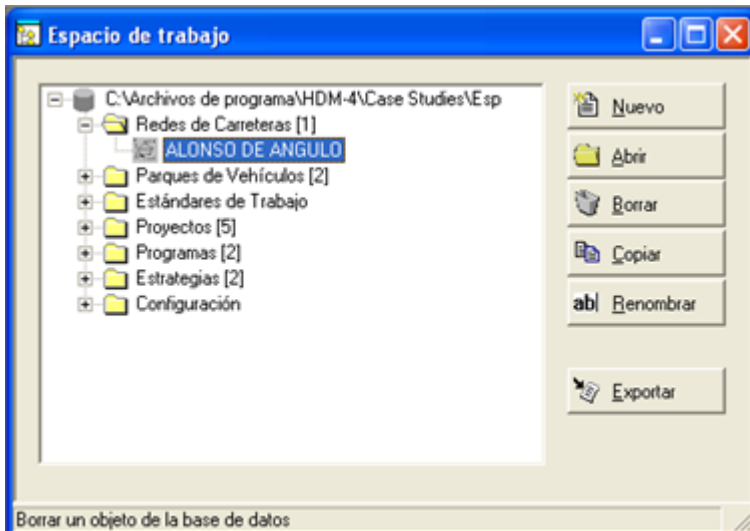 Espacio de trabajo
C:\Archivos de programa\HDM-4\Case Studies\Esp
Redes de Carreteras [1]
ALONSO DE ANGULO
Parques de Vehículos [2]
Estándares de Trabajo
Proyectos [5]
Programas [2]
Estrategias [2]
Configuración
Nuevo
Abrir
Borrar
Copiar
ab Renombrar
Exportar
Borrar un objeto de la base de datos